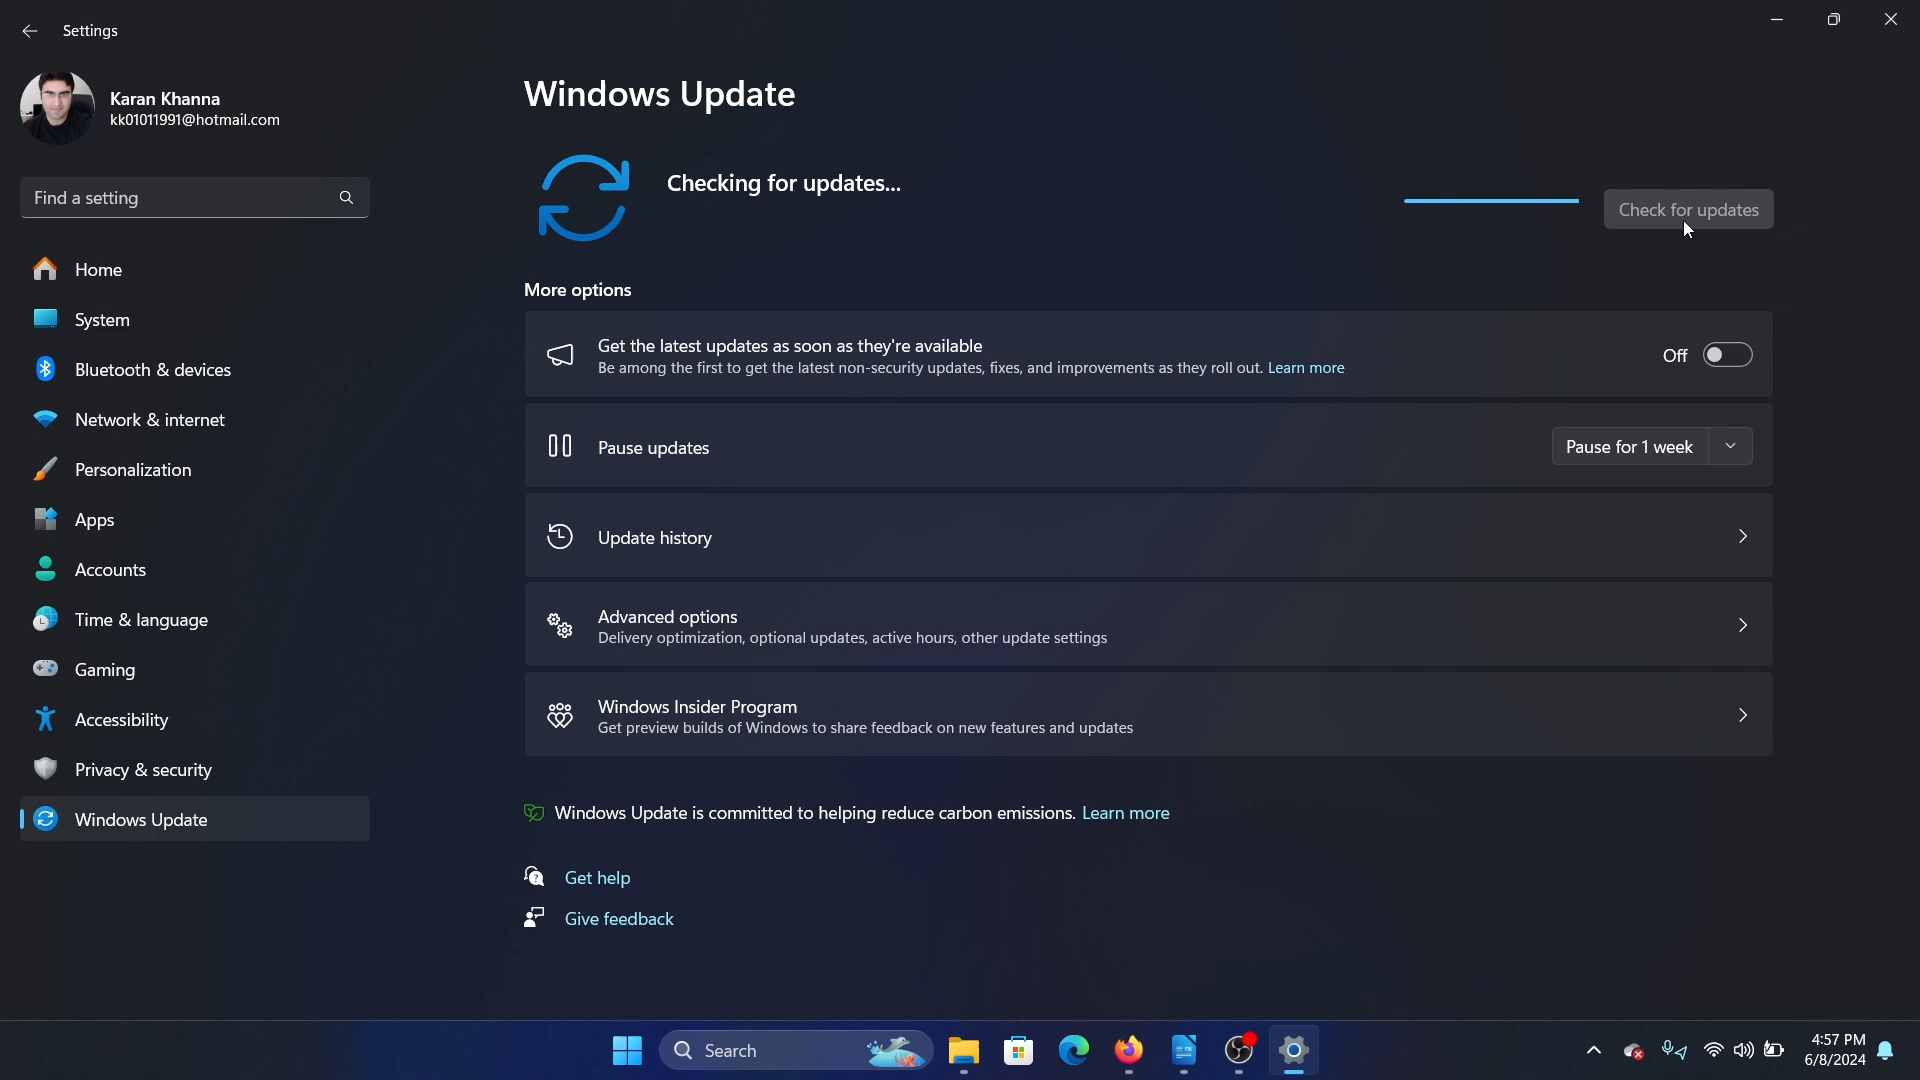 Settings
Karan Khanna
kk01011991@hotmail.com
Find a setting
Home
System
Bluetooth & devices
Network & internet
Personalization
Apps
Accounts
Time & language
Gaming
Accessibility
Privacy & security
Windows Update
Windows Update
Checking for updates...
Check for updates
More options
Get the latest updates as soon as they're available
Be among the first to get the latest non-security updates, fixes, and improvements as they roll out. Learn more
Off
Pause updates
Pause for 1 week
Update history
Advanced options
Delivery optimization, optional updates, active hours, other update settings
Windows Insider Program
Get preview builds of Windows to share feedback on new features and updates
Windows Update is committed to helping reduce carbon emissions. Learn more
Get help
Give feedback
Search
4:57 PM
6/8/2024